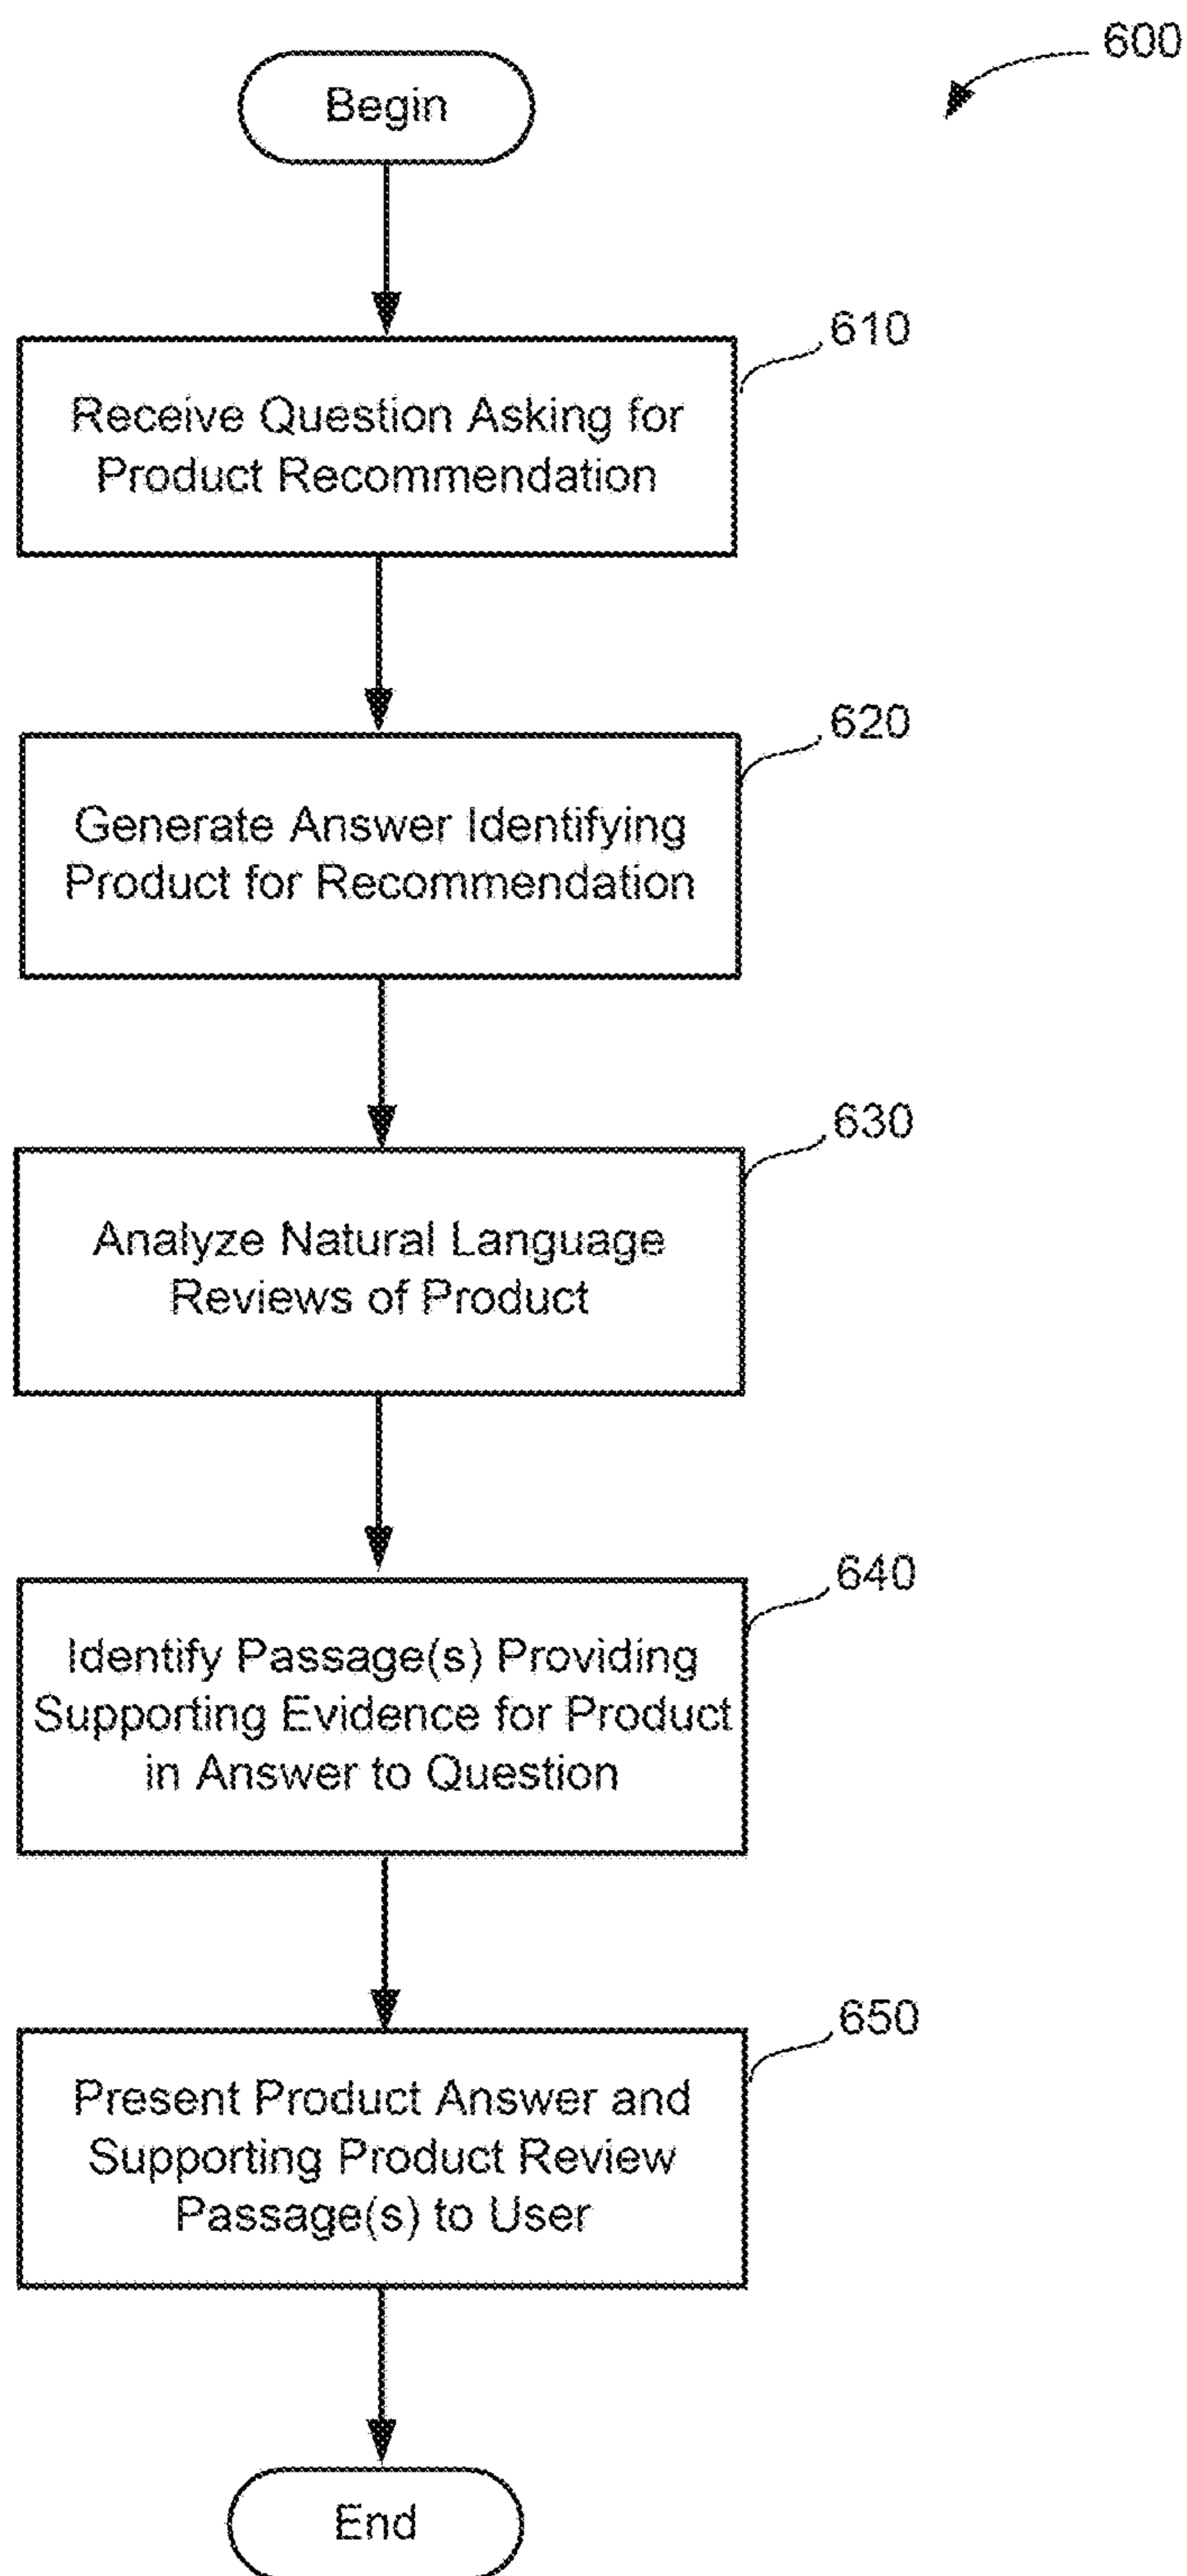 600
Begin
610
Receive Question Asking for
Product Recommendation
620
Generate Answer Identifying
Product for Recommendation
630
Analyze Natural Language
Reviews of Product
640
Identify Passage(s) Providing
Supporting Evidence for Product
in Answer to Question
650
Present Product Answer and
Supporting Product Review
Passage(s) to User
End